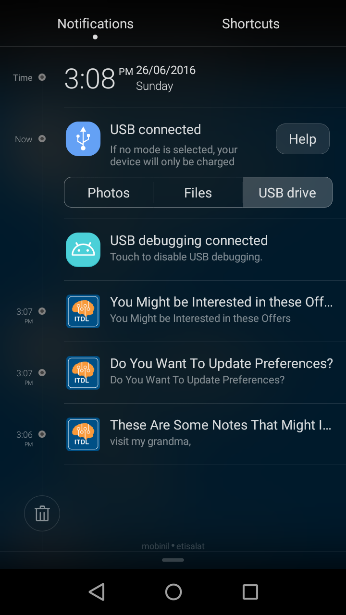 Notifications Shortcuts
Time 3:08 PM 26/06/2016
Sunday
Now USB connected
If no mode is selected, your
device will only be charged
Help
Photos Files USB drive
USB debugging connected
Touch to disable USB debugging.
3:07 PM You Might be Interested in these Off...
You Might be Interested in these Offers
ITDL
3:07 PM Do You Want To Update Preferences?
Do You Want To Update Preferences?
ITDL
3:06 PM These Are Some Notes That Might I...
visit my grandma,
ITDL
mobinil • etisalat